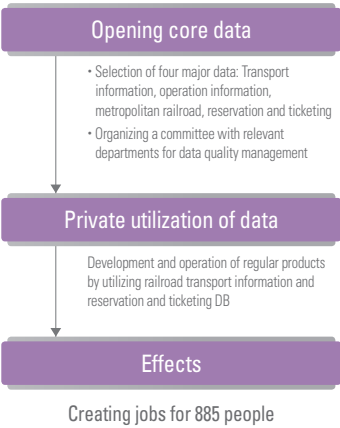 Opening core data
• Selection of four major data: Transport
information, operation information,
metropolitan railroad, reservation and ticketing
• Organizing a committee with relevant
departments for data quality management
Private utilization of data
Development and operation of regular products
by utilizing railroad transport information and
reservation and ticketing DB
Effects
Creating jobs for 885 people